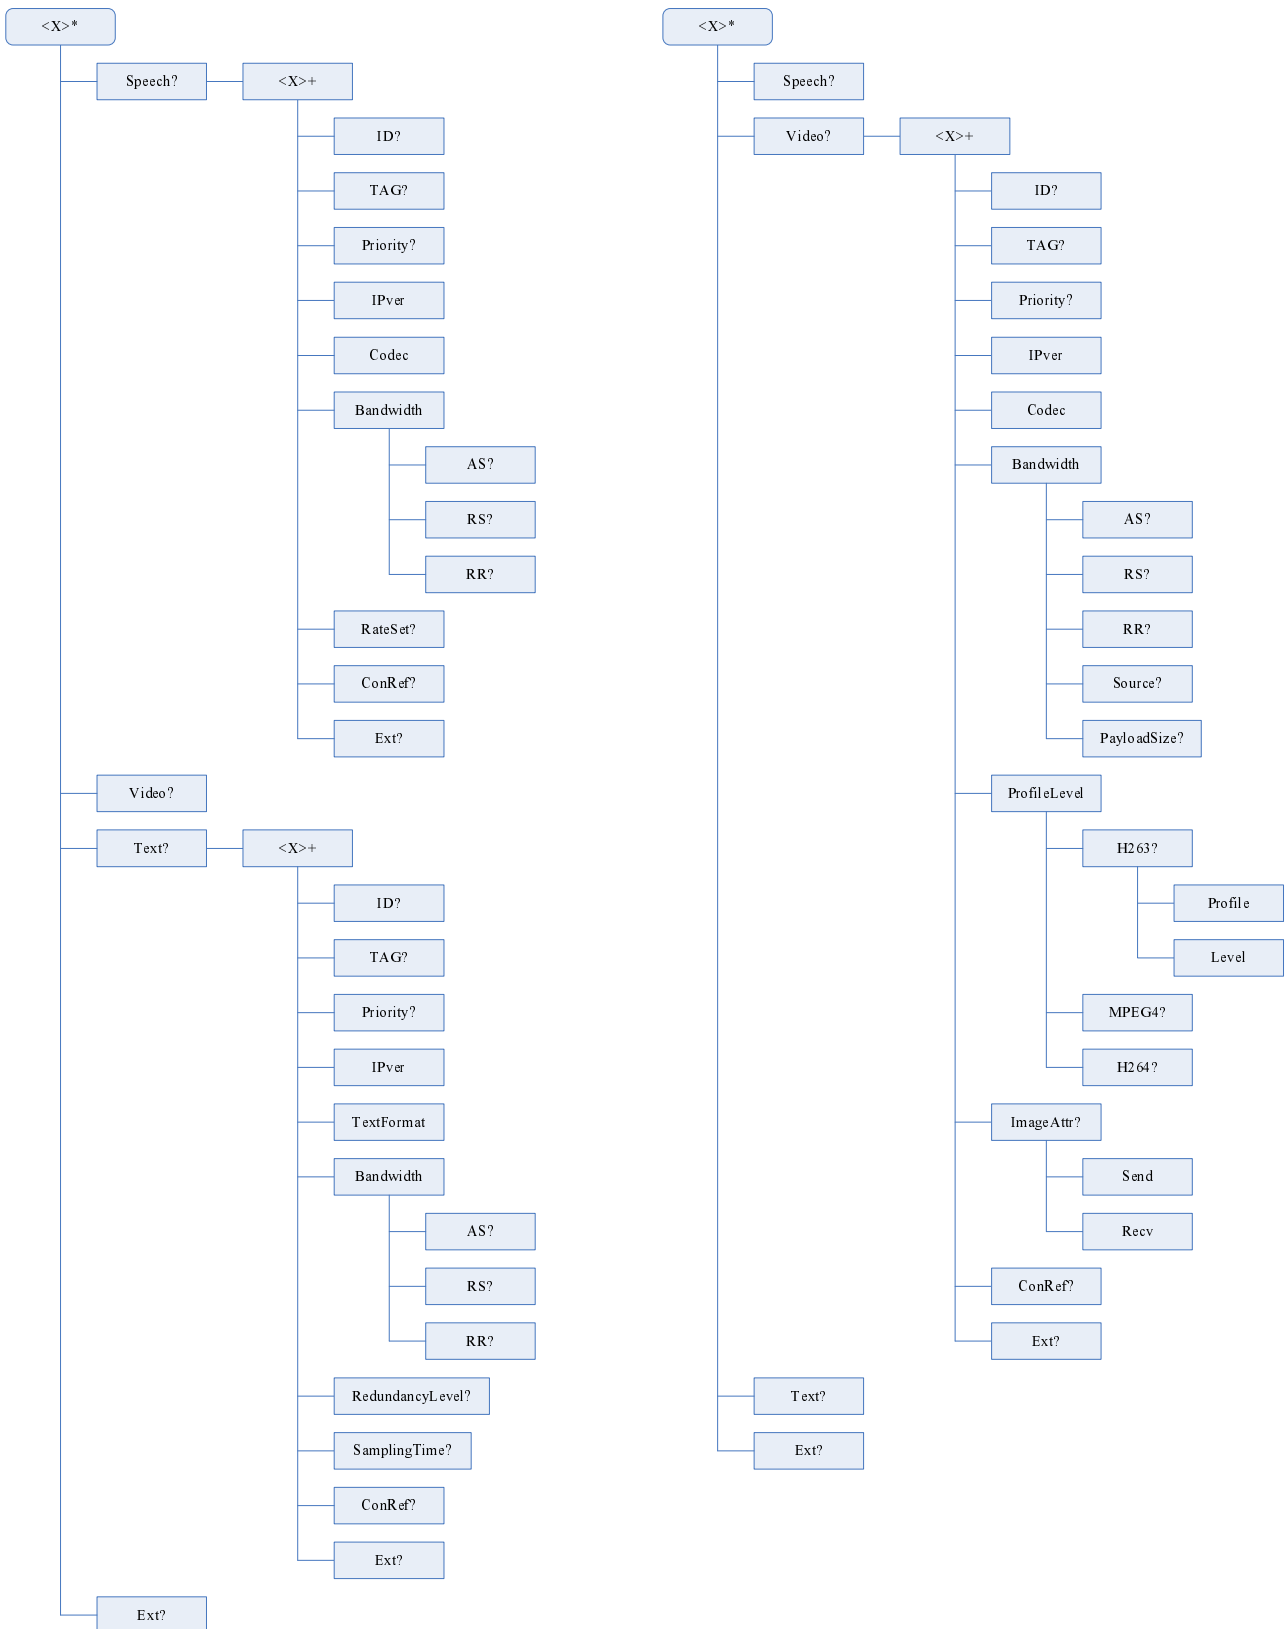 <X>*
Speech?
<X>+
ID?
TAG?
Priority?
IPver
Codec
Bandwidth
AS?
RS?
RR?
RateSet?
ConRef?
Ext?
Video?
Text?
<X>+
ID?
TAG?
Priority?
IPver
TextFormat
Bandwidth
AS?
RS?
RR?
RedundancyLevel?
SamplingTime?
ConRef?
Ext?
Ext?
<X>*
Speech?
Video?
<X>+
ID?
TAG?
Priority?
IPver
Codec
Bandwidth
AS?
RS?
RR?
Source?
PayloadSize?
ProfileLevel
H263?
Profile
Level
MPEG4?
H264?
ImageAttr?
Send
Recv
ConRef?
Ext?
Text?
Ext?